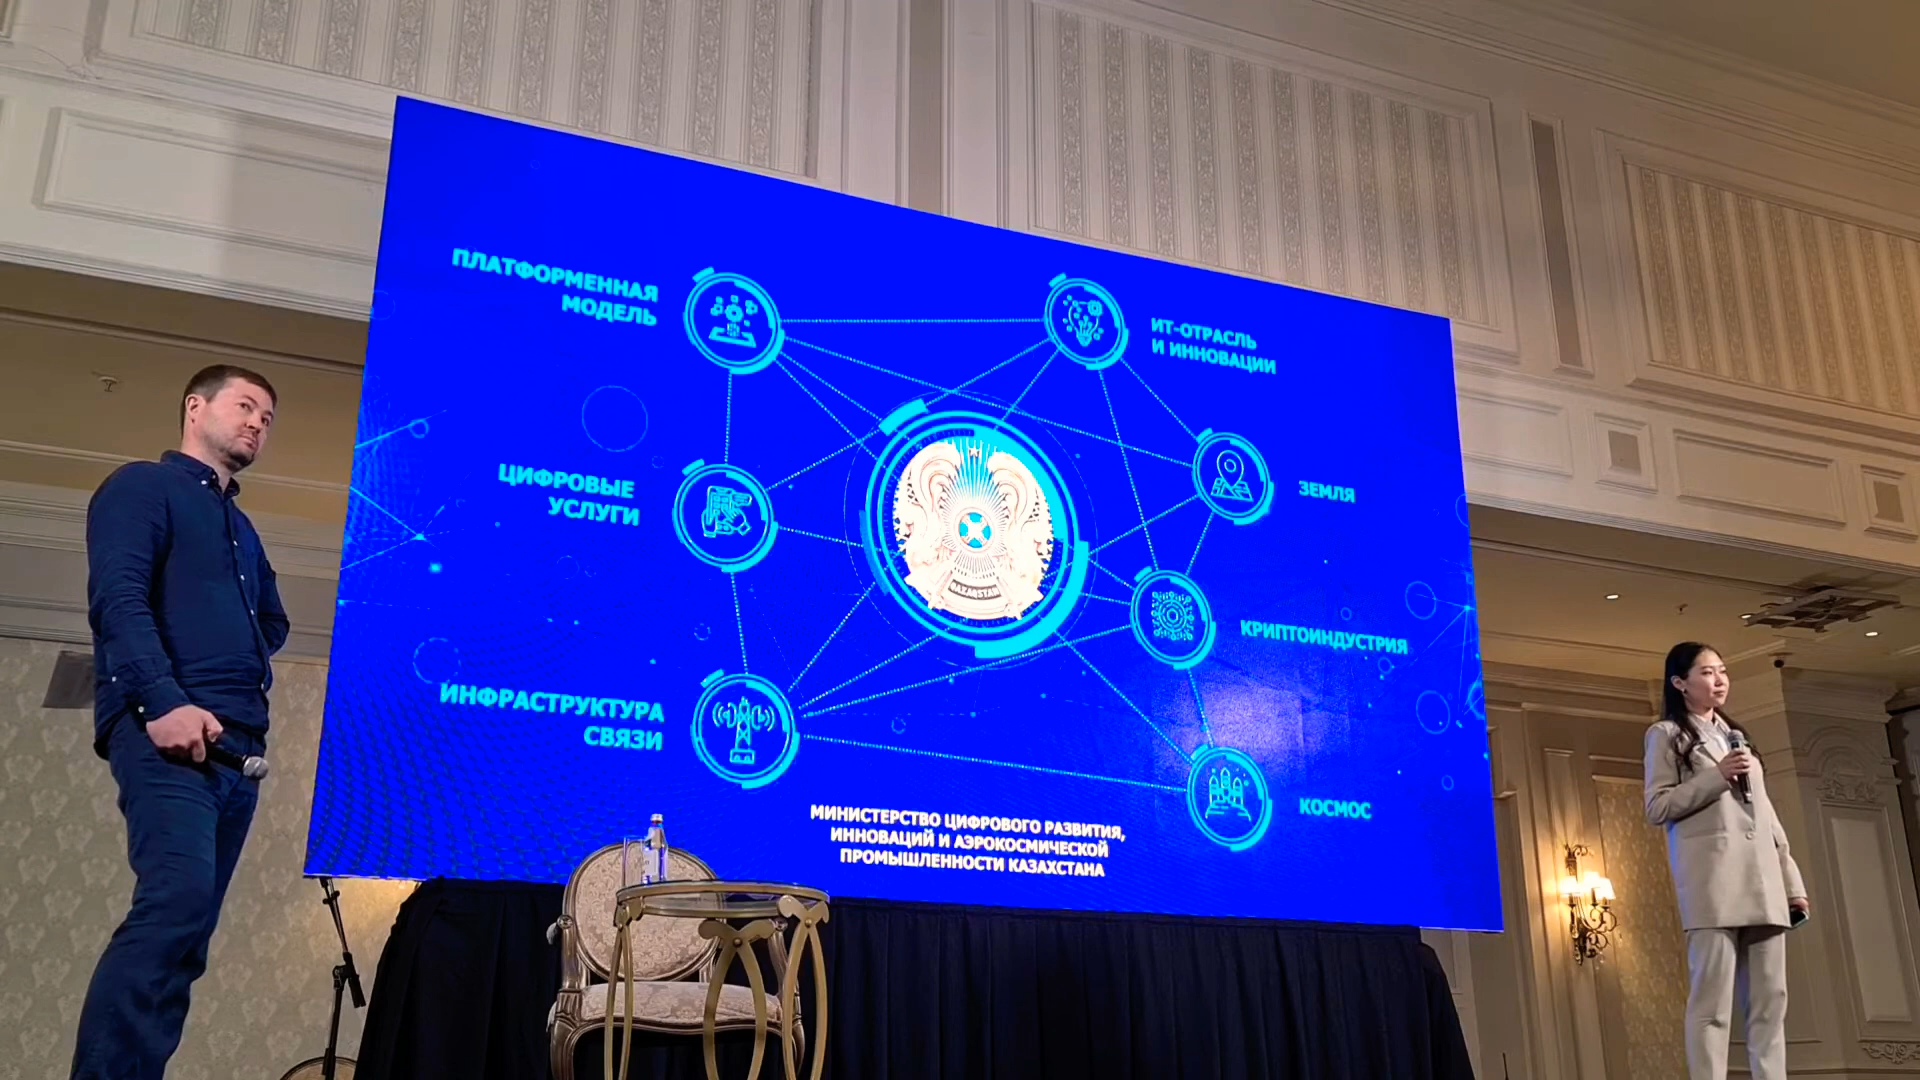 ПЛАТФОРМЕННАЯ
МОДЕЛЬ
ИТ-ОТРАСЛЬ
И ИННОВАЦИИ
ЦИФРОВЫЕ
УСЛУГИ
ЗЕМЛЯ
QAZAQSTAN
КРИПТОИНДУСТРИЯ
ИНФРАСТРУКТУРА
СВЯЗИ
КОСМОС
МИНИСТЕРСТВО ЦИФРОВОГО РАЗВИТИЯ,
ИННОВАЦИЙ И АЭРОКОСМИЧЕСКОЙ
ПРОМЫШЛЕННОСТИ КАЗАХСТАНА